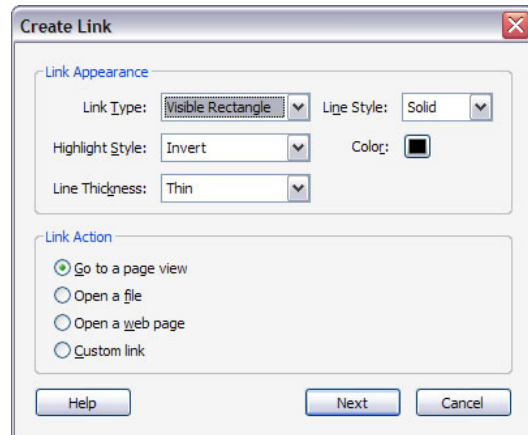 Create Link
Link Appearance
Link Type: Visible Rectangle Line Style: Solid
Highlight Style: Invert Color:
Line Thickness: Thin
Link Action
Go to a page view
Open a file
Open a web page
Custom link
Help Next Cancel